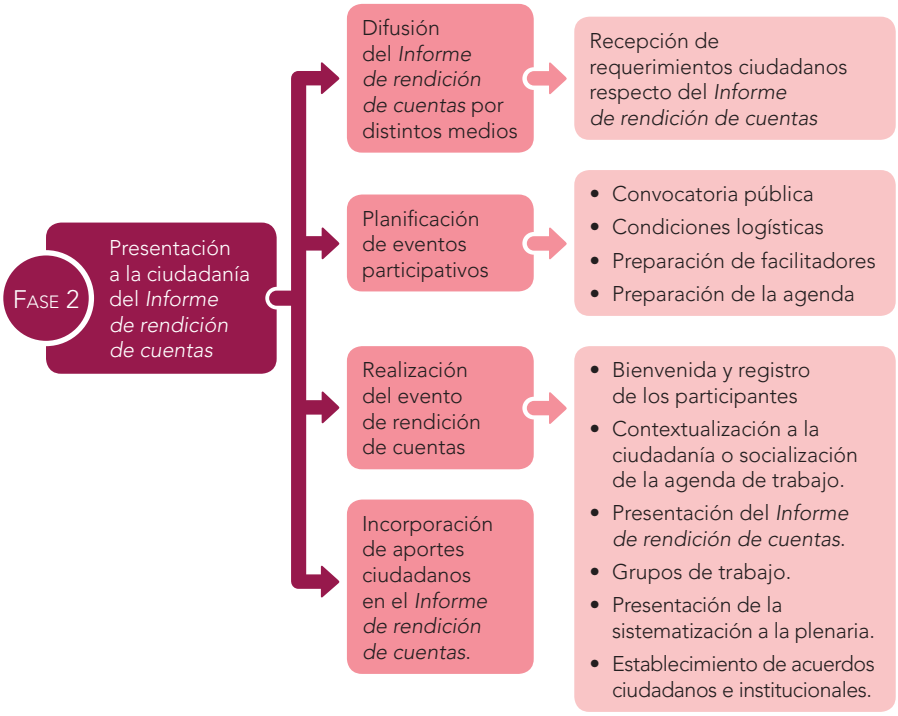 FASE 2
Presentación
a la ciudadanía
del Informe
de rendición
de cuentas
Difusión
del Informe
de rendición
de cuentas por
distintos medios
Recepción de
requerimientos ciudadanos
respecto del Informe
de rendición de cuentas
Planificación
de eventos
participativos
• Convocatoria pública
• Condiciones logísticas
• Preparación de facilitadores
• Preparación de la agenda
Realización
del evento
de rendición
de cuentas
• Bienvenida y registro
de los participantes
• Contextualización a la
ciudadanía o socialización
de la agenda de trabajo.
• Presentación del Informe
de rendición de cuentas.
• Grupos de trabajo.
• Presentación de la
sistematización a la plenaria.
• Establecimiento de acuerdos
ciudadanos e institucionales.
Incorporación
de aportes
ciudadanos
en el Informe
de rendición
de cuentas.